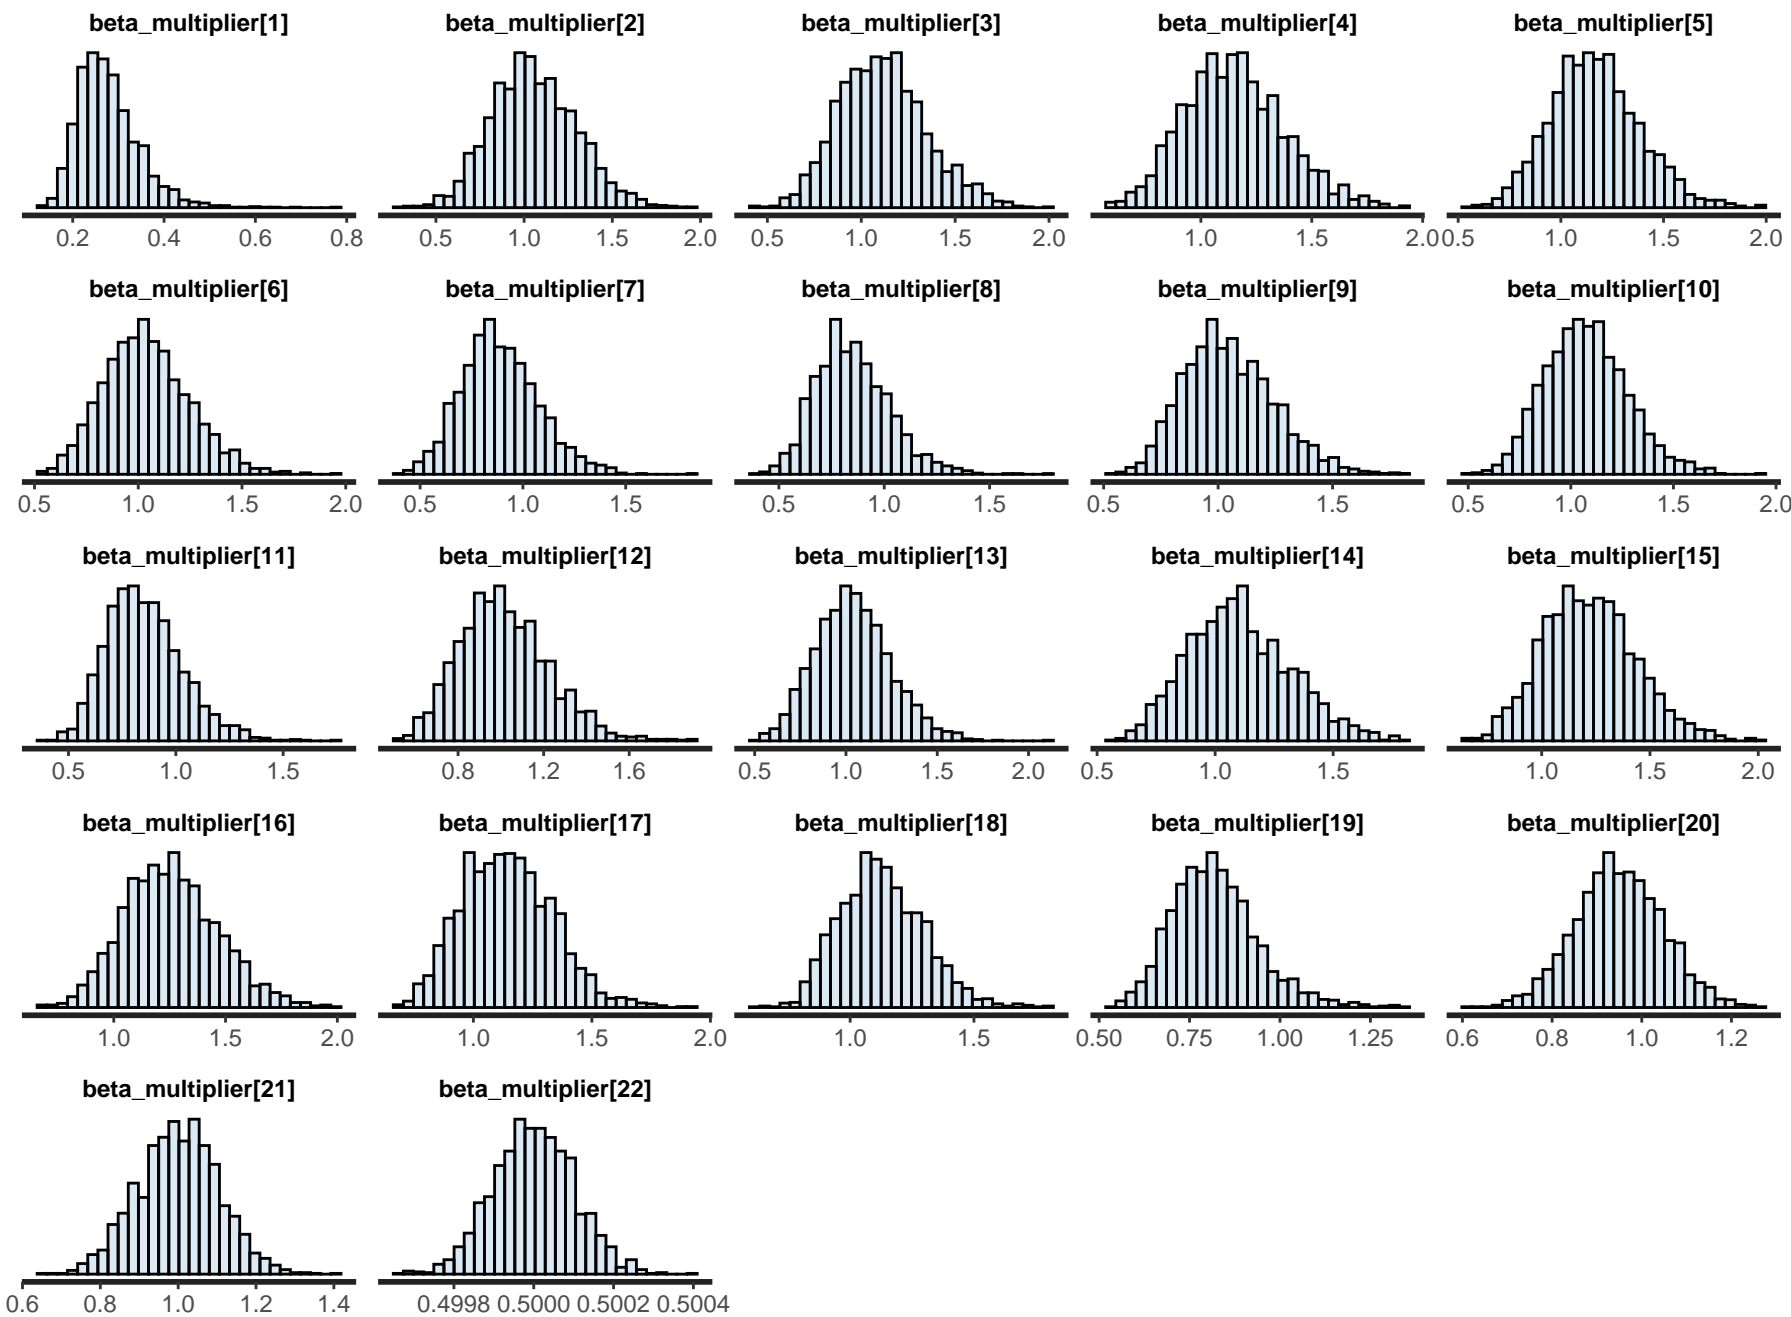 beta_multiplier[1] beta_multiplier[2] beta_multiplier[3] beta_multiplier[4] beta_multiplier[5]
0.2 0.4 0.6 0.8 0.5 1.0 1.5 2.0 0.5 1.0 1.5 2.0 1.0 1.5 2.0 0.5 1.0 1.5 2.0
beta_multiplier[6] beta_multiplier[7] beta_multiplier[8] beta_multiplier[9] beta_multiplier[10]
0.5 1.0 1.5 2.0 0.5 1.0 1.5 0.5 1.0 1.5 0.5 1.0 1.5 0.5 1.0 1.5 2.0
beta_multiplier[11] beta_multiplier[12] beta_multiplier[13] beta_multiplier[14] beta_multiplier[15]
0.5 1.0 1.5 0.8 1.2 1.6 0.5 1.0 1.5 2.0 0.5 1.0 1.5 1.0 1.5 2.0
beta_multiplier[16] beta_multiplier[17] beta_multiplier[18] beta_multiplier[19] beta_multiplier[20]
1.0 1.5 2.0 1.0 1.5 2.0 1.0 1.5 0.50 0.75 1.00 1.25 0.6 0.8 1.0 1.2
beta_multiplier[21] beta_multiplier[22]
0.6 0.8 1.0 1.2 1.4 0.4998 0.5000 0.5002 0.5004